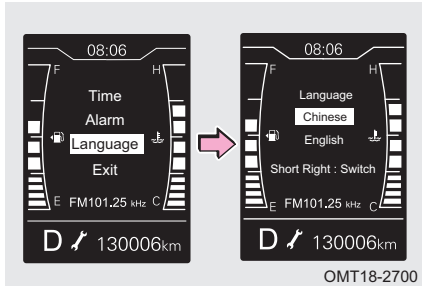 08:06
F H
Time
Alarm
Language
Exit
E FM101.25 kHz C
D 130006km
08:06
F H
Language
Chinese
English
Short Right : Switch
E FM101.25 kHz C
D 130006km
OMT18-2700